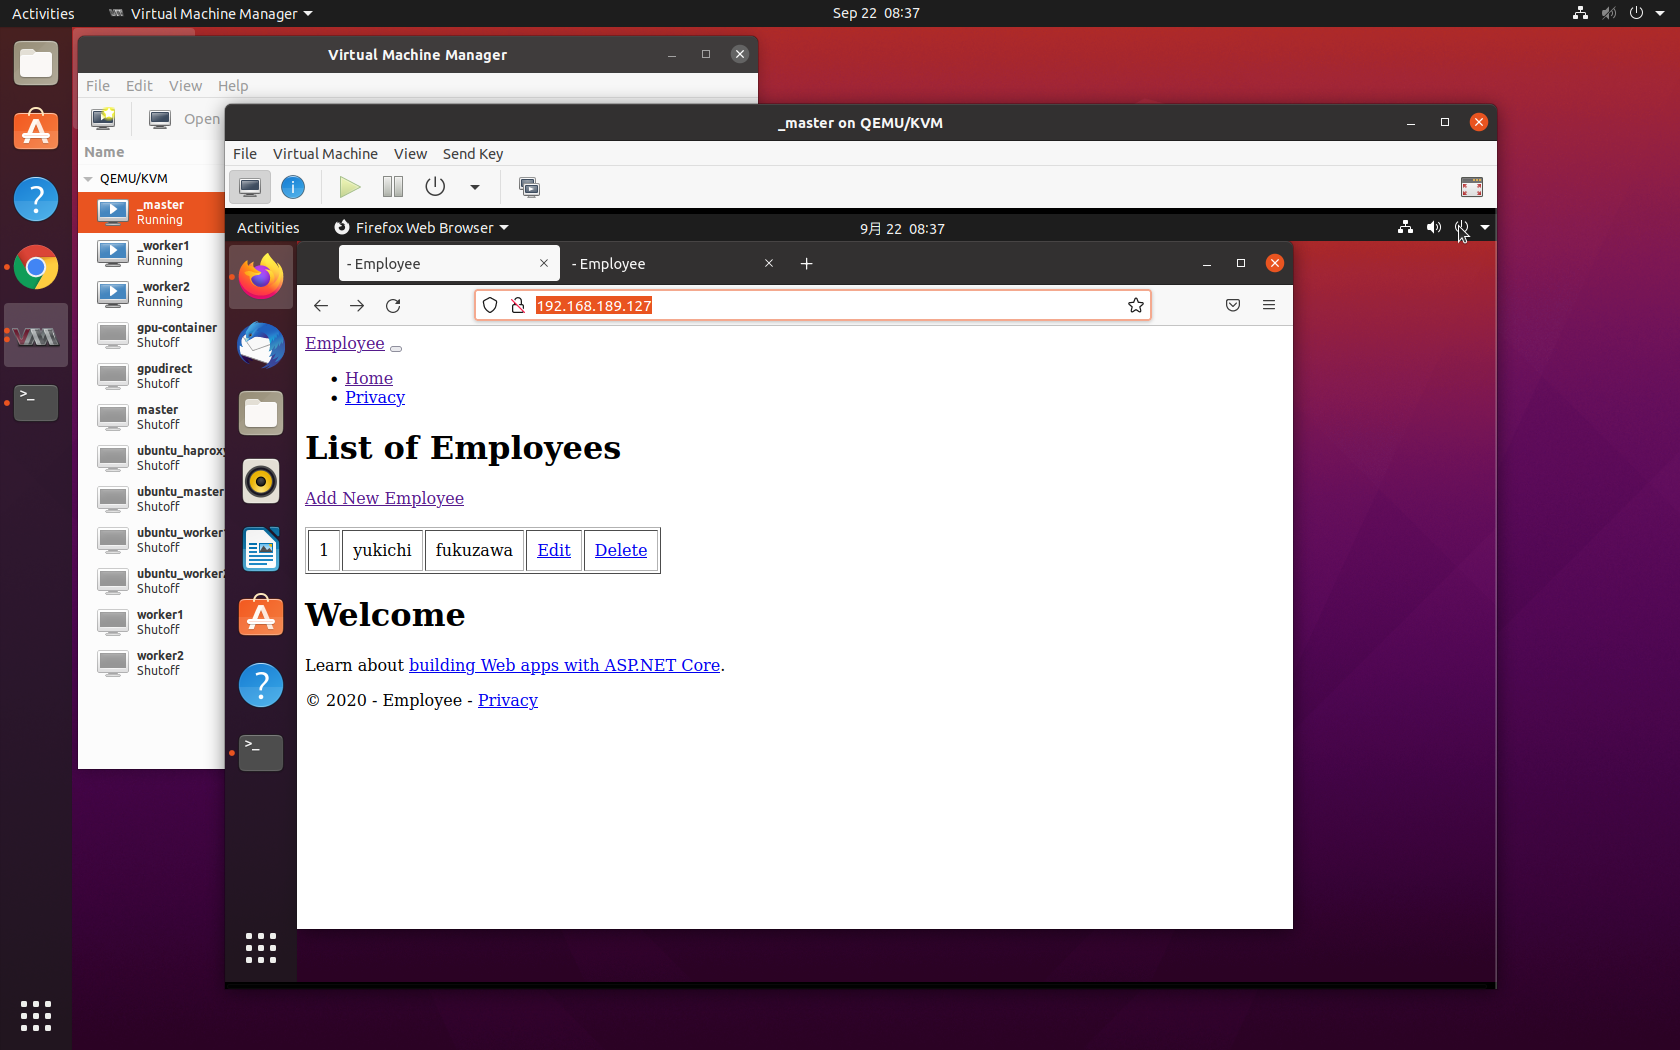 Activities Virtual Machine Manager Sep 22 08:37
Virtual Machine Manager
File Edit View Help
Open
Name
QEMU/KVM
_master
Running
_worker1
Running
_worker2
Running
gpu-container
Shutoff
gpudirect
Shutoff
master
Shutoff
ubuntu_haproxy
Shutoff
ubuntu_master
Shutoff
ubuntu_worker
Shutoff
ubuntu_worker2
Shutoff
worker1
Shutoff
worker2
Shutoff
_master on QEMU/KVM
File Virtual Machine View Send Key
Activities Firefox Web Browser 9月 22 08:37
- Employee - Employee
192.168.189.127
Employee
Home
Privacy
List of Employees
Add New Employee
1 yukichi fukuzawa Edit Delete
Welcome
Learn about building Web apps with ASP.NET Core.
© 2020 - Employee - Privacy